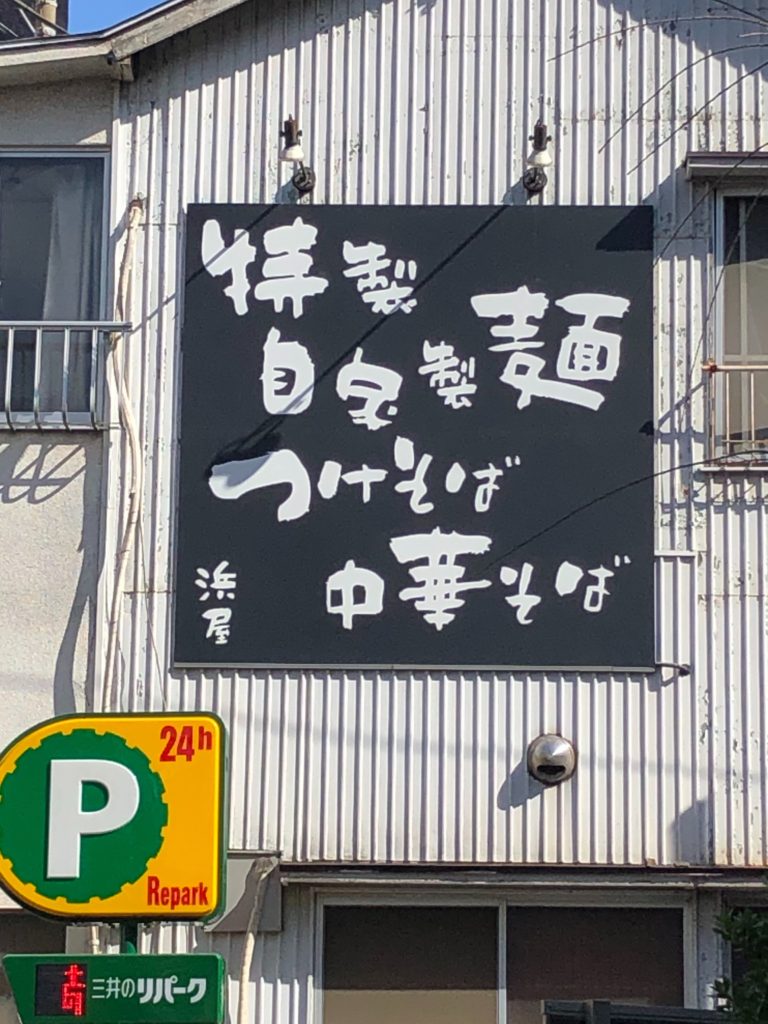 特製
自家製麺
つけそば
中華そば
浜屋
24h
P
Repark
三井のリパーク